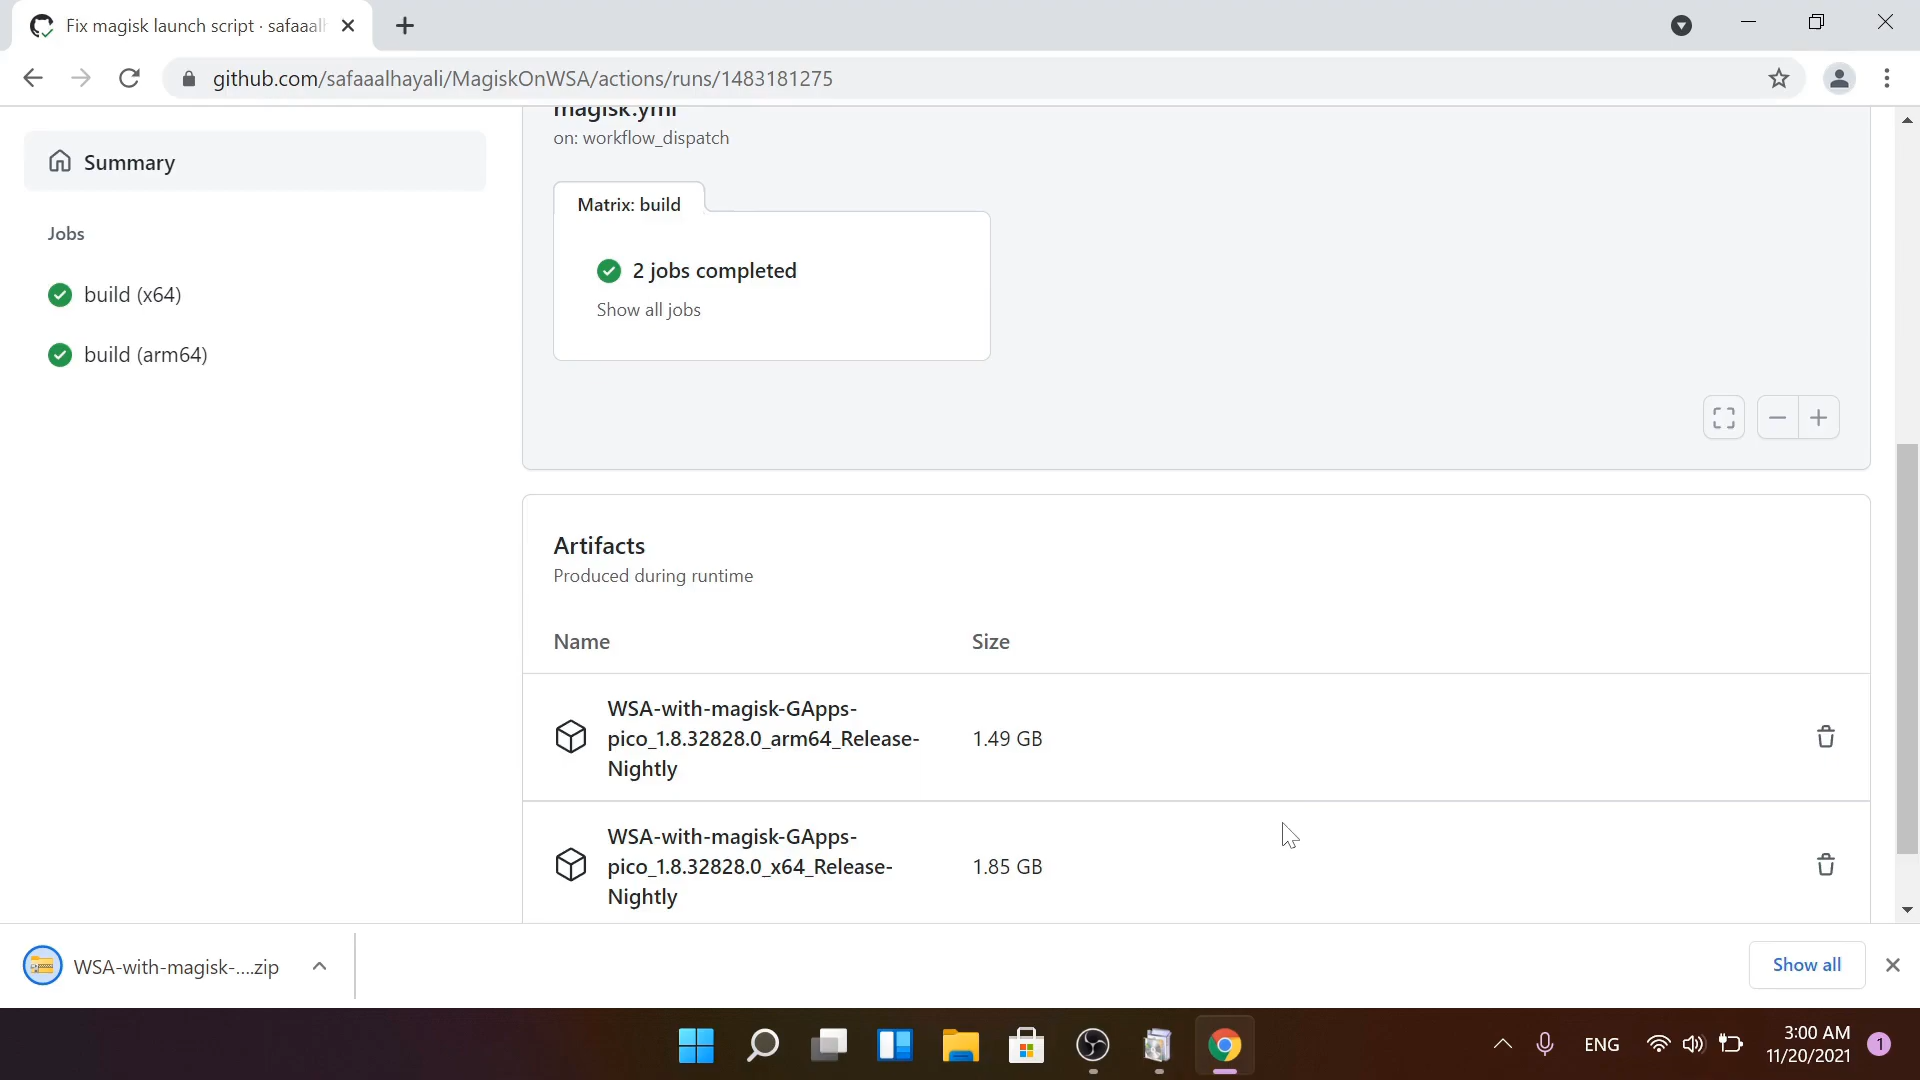 Fix magisk launch script · safaaalh
github.com/safaaalhayali/MagiskOnWSA/actions/runs/1483181275
magisk.yml
on: workflow_dispatch
Summary
Matrix: build
Jobs
2 jobs completed
build (x64)
Show all jobs
build (arm64)
Artifacts
Produced during runtime
Name Size
WSA-with-magisk-GApps-
pico_1.8.32828.0_arm64_Release-
Nightly
1.49 GB
WSA-with-magisk-GApps-
pico_1.8.32828.0_x64_Release-
Nightly
1.85 GB
WSA-with-magisk-....zip
Show all
ENG
3:00 AM
11/20/2021
1